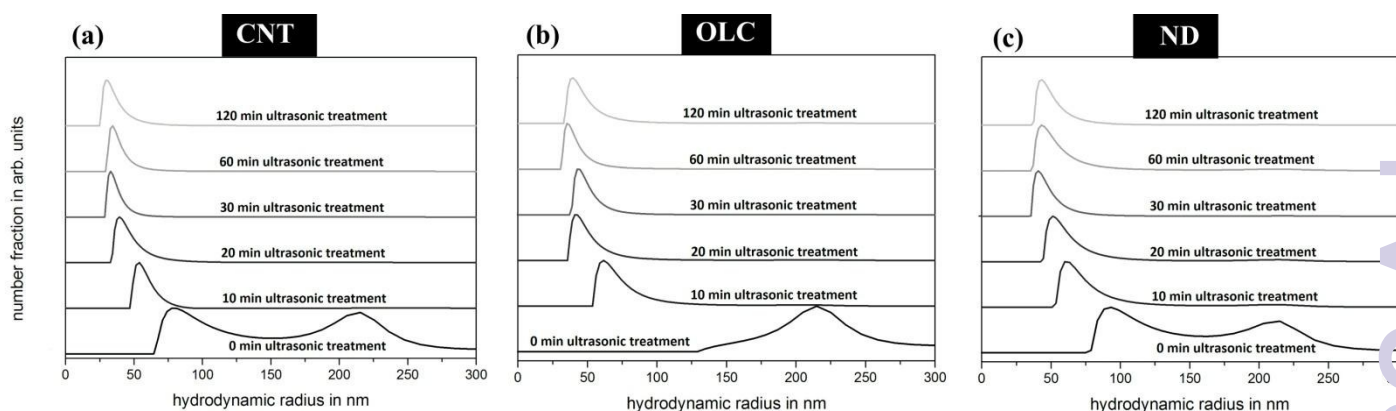 (a) CNT
number fraction in arb. units
120 min ultrasonic treatment
60 min ultrasonic treatment
30 min ultrasonic treatment
20 min ultrasonic treatment
10 min ultrasonic treatment
0 min ultrasonic treatment
0 50 100 150 200 250 300
hydrodynamic radius in nm
(b) OLC
120 min ultrasonic treatment
60 min ultrasonic treatment
30 min ultrasonic treatment
20 min ultrasonic treatment
10 min ultrasonic treatment
0 min ultrasonic treatment
0 50 100 150 200 250 300
hydrodynamic radius in nm
(c) ND
120 min ultrasonic treatment
60 min ultrasonic treatment
30 min ultrasonic treatment
20 min ultrasonic treatment
10 min ultrasonic treatment
0 min ultrasonic treatment
0 50 100 150 200 250
hydrodynamic radius in nm